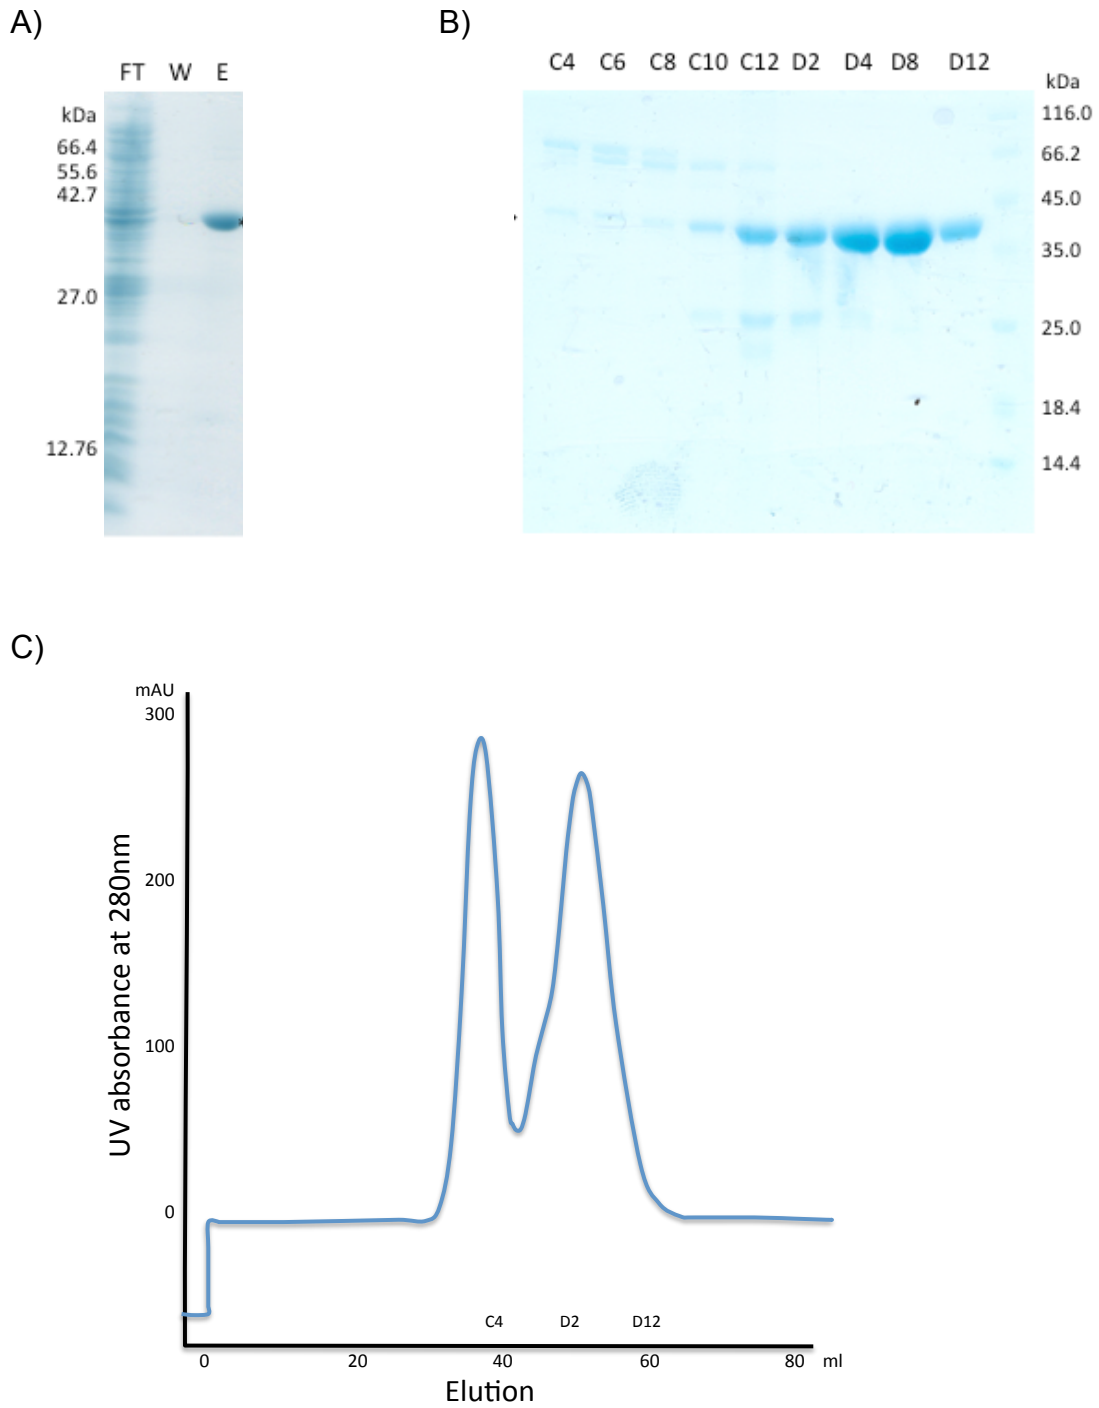 A)
B)
FT W E
kDa
66.4
55.6
42.7
27.0
12.76
C4 C6 C8 C10 C12 D2 D4 D8 D12
kDa
116.0
66.2
45.0
35.0
25.0
18.4
14.4
C)
mAU
300
200
100
0
UV absorbance at 280nm
C4 D2 D12
0 20 40 60 80 ml
Elution